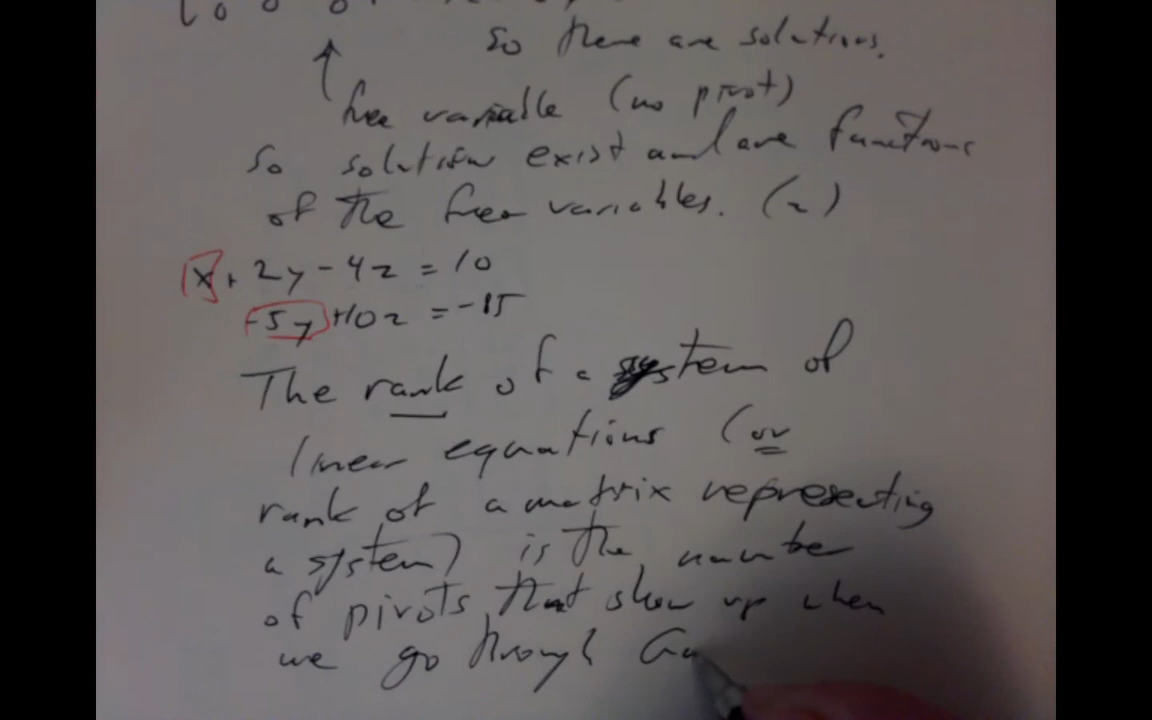 So there are solutions.
free variable (no pivot)
So solution exist and are functions
of the free variables. (z)
x + 2y - 4z = 10
-5y +10z = -15
The rank of a system of
linear equations (or
rank of a matrix representing
a system) is the number
of pivots that show up when
we go through Ga